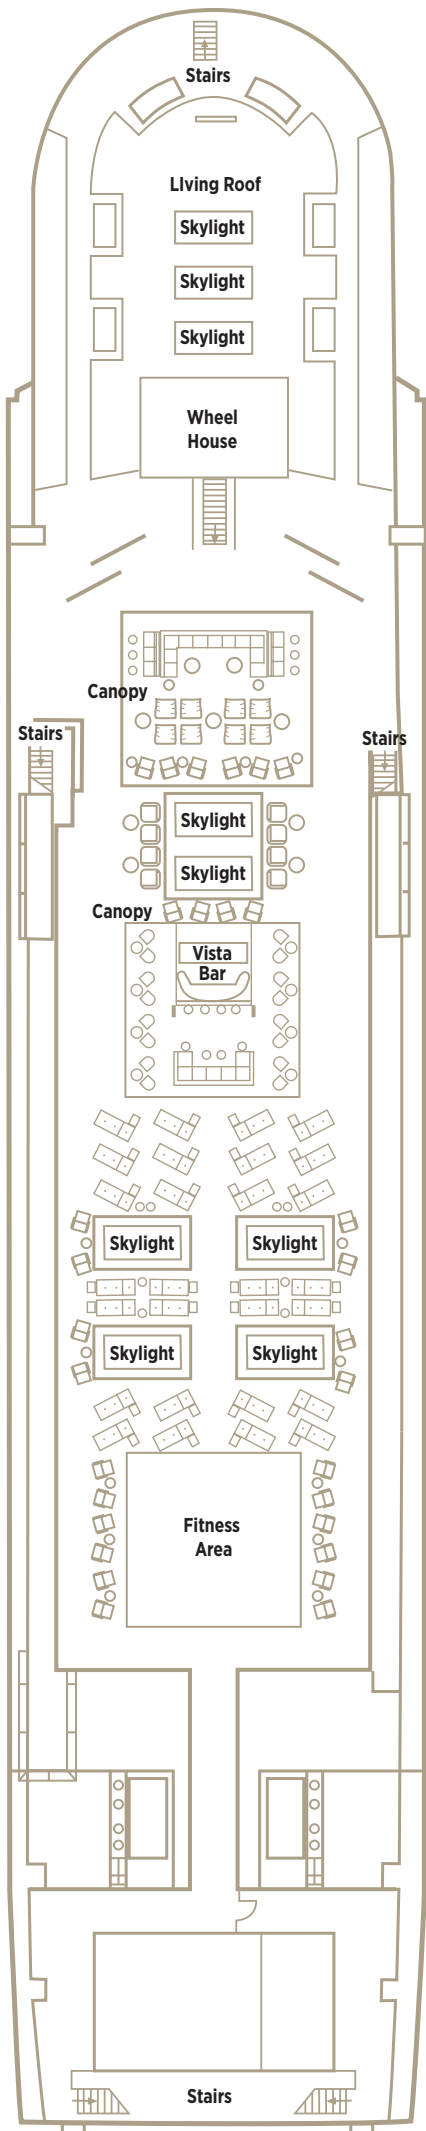 Stairs
LIving Roof
Skylight
Skylight
Skylight
Wheel
House
Canopy
Stairs
Stairs
Skylight
Skylight
Canopy
Vista
Bar
Skylight
Skylight
Skylight
Skylight
Fitness
Area
Stairs